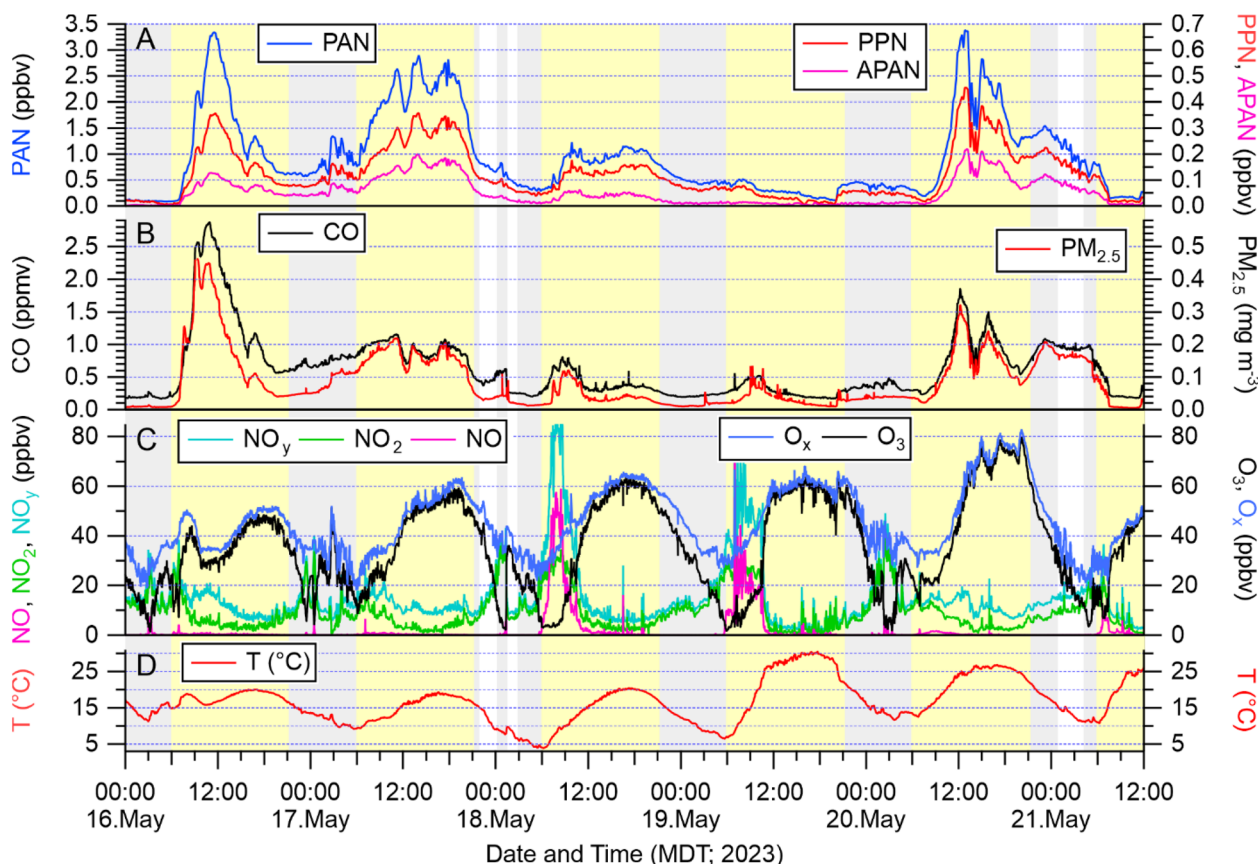 A
PAN
PPN
APAN
PAN (ppbv)
3.5
3.0
2.5
2.0
1.5
1.0
0.5
0.0
0.7
0.6
0.5
0.4
0.3
0.2
0.1
0.0
PPN, APAN (ppbv)
B
CO
PM2.5
CO (ppmv)
2.5
2.0
1.5
1.0
0.5
0.0
0.5
0.4
0.3
0.2
0.1
0.0
PM2.5 (mg m-3)
C
NOy NO2 NO
Ox O3
NO, NO2, NOy (ppbv)
80
60
40
20
0
80
60
40
20
0
O3, Ox (ppbv)
D
T (°C)
T (°C)
25
15
5
25
15
5
T (°C)
00:00 12:00 00:00 12:00 00:00 12:00 00:00 12:00 00:00 12:00 00:00 12:00
16.May 17.May 18.May 19.May 20.May 21.May
Date and Time (MDT; 2023)